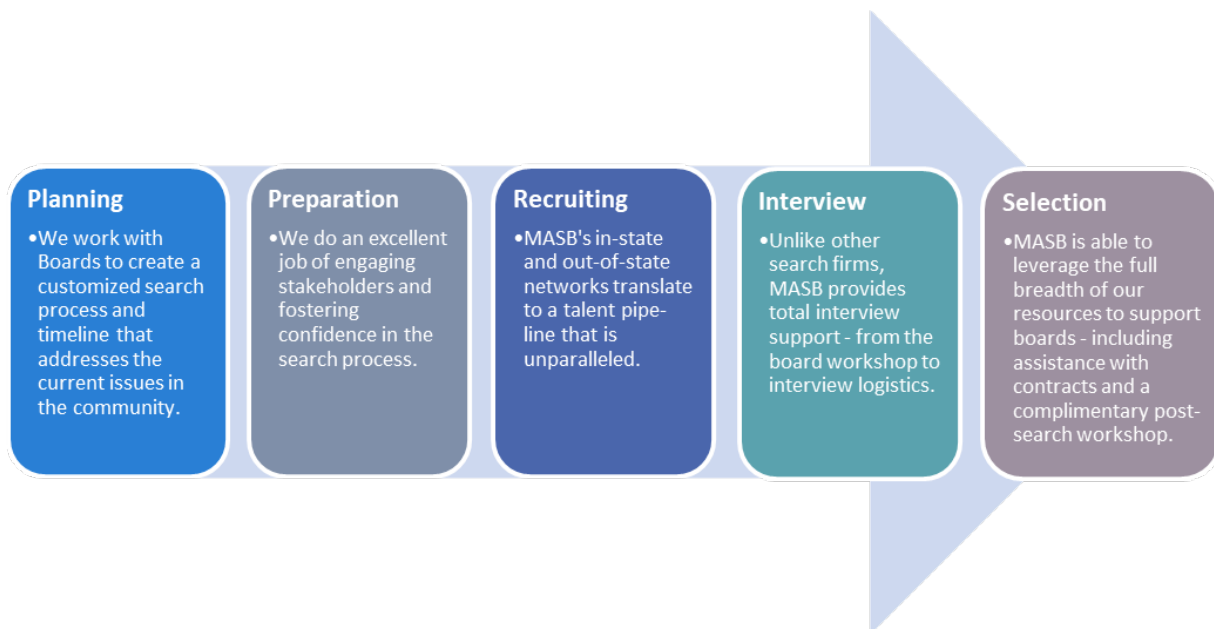 Planning
•We work with
Boards to create a
customized search
process and
timeline that
addresses the
current issues in
the community.
Preparation
•We do an excellent
job of engaging
stakeholders and
fostering
confidence in the
search process.
Recruiting
•MASB's in-state
and out-of-state
networks translate
to a talent pipe-
line that is
unparalleled.
Interview
•Unlike other
search firms,
MASB provides
total interview
support - from the
board workshop to
interview logistics.
Selection
•MASB is able to
leverage the full
breadth of our
resources to support
boards - including
assistance with
contracts and a
complimentary post-
search workshop.